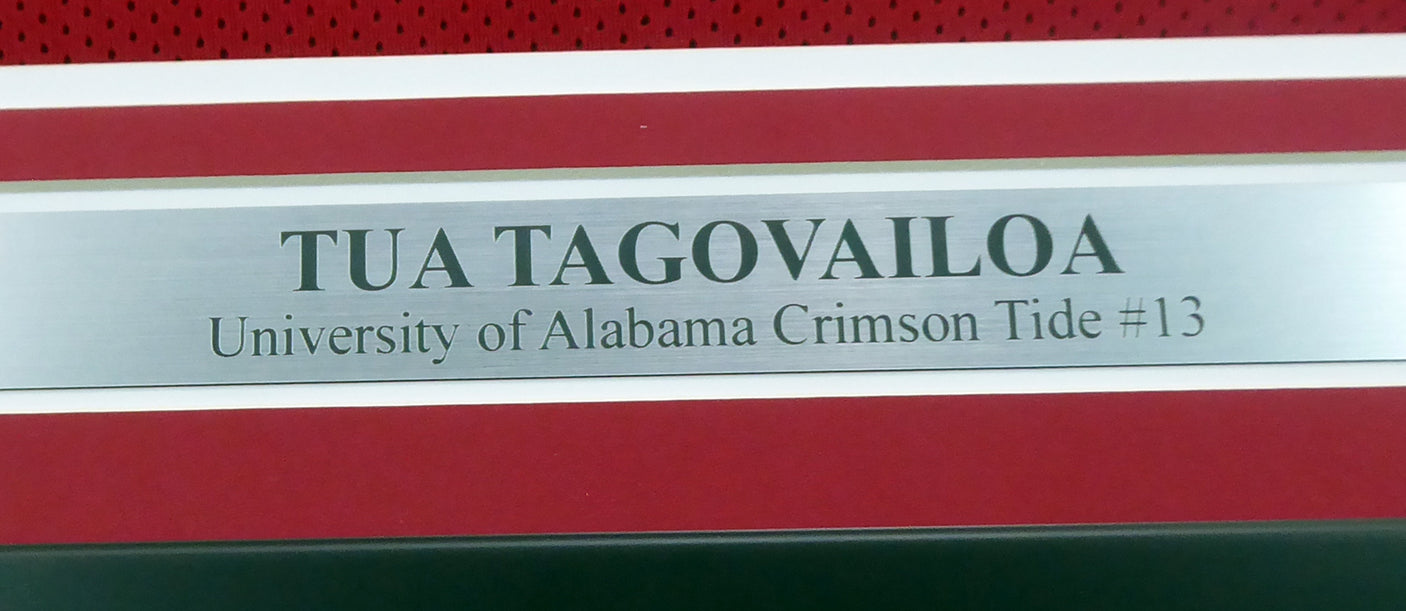 TUA TAGOVAILOA
University of Alabama Crimson Tide #13